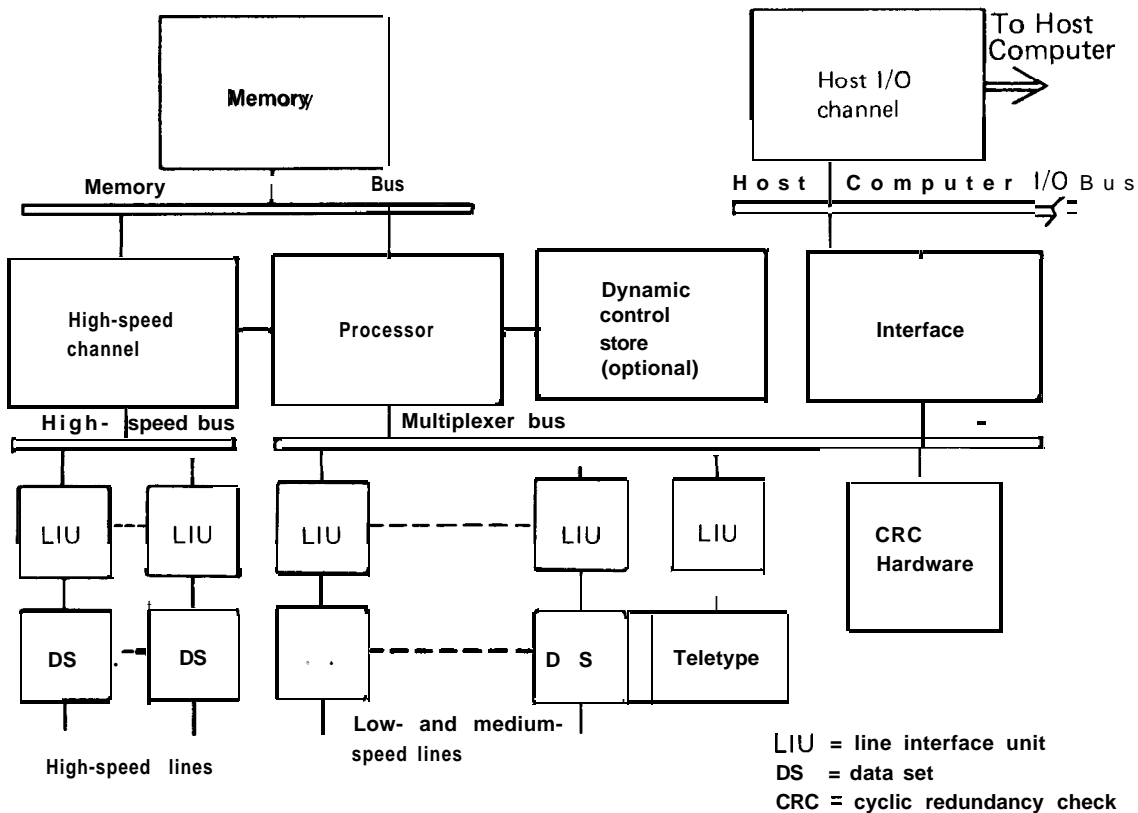 To Host
Computer
Memory
Host I/O
channel
Memory Bus
Host Computer I/O Bus
High-speed
channel
Processor
Dynamic
control
store
(optional)
Interface
High- speed bus
Multiplexer bus
LIU
LIU
LIU
LIU
LIU
CRC
Hardware
DS
DS
D S
Teletype
Low- and medium-
speed lines
High-speed lines
LIU = line interface unit
DS = data set
CRC = cyclic redundancy check